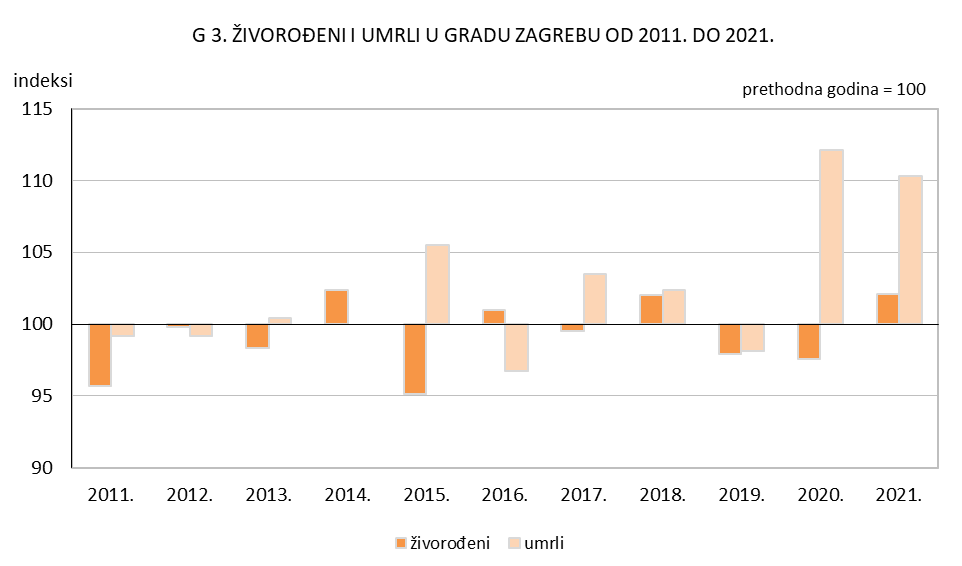 G 3. ŽIVOROĐENI I UMRLI U GRADU ZAGREBU OD 2011. DO 2021.
indeksi
prethodna godina = 100
115
110
105
100
95
90
2011. 2012. 2013. 2014. 2015. 2016. 2017. 2018. 2019. 2020. 2021.
živorođeni umrli